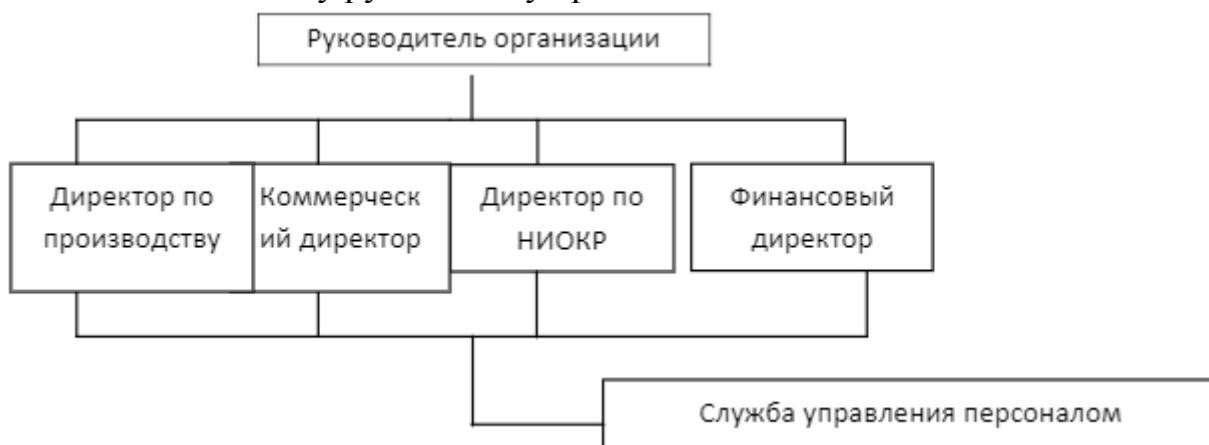 Руководитель организации
Директор по
производству
Коммерческ
ий директор
Директор по
НИОКР
Финансовый
директор
Служба управления персоналом